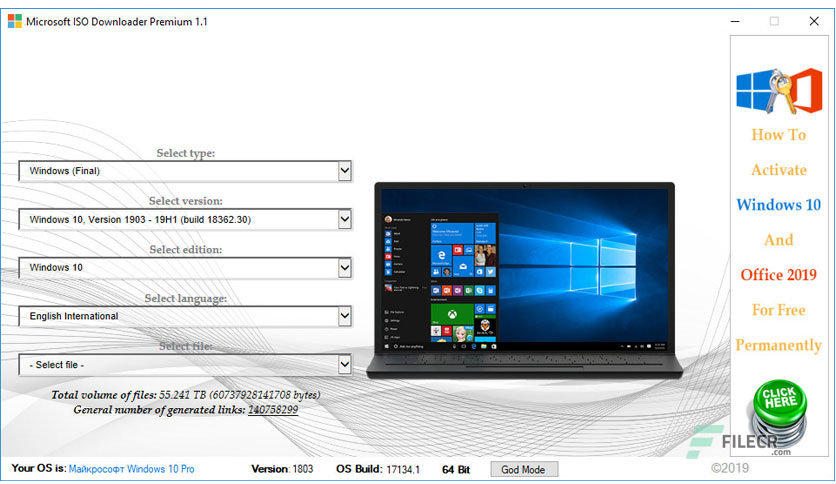 Microsoft ISO Downloader Premium 1.1
Select type:
Windows (Final)
Select version:
Windows 10, Version 1903 - 19H1 (build 18362.30)
Select edition:
Windows 10
Select language:
English International
Select file:
- Select file -
Total volume of files: 55.241 TB (60737928141708 bytes)
General number of generated links: 140758299
How To
Activate
Windows 10
And
Office 2019
For Free
Permanently
CLICK
HERE
FILECR
.com
Your OS is: Майкрософт Windows 10 Pro
Version: 1803
OS Build: 17134.1
64 Bit
God Mode
©2019